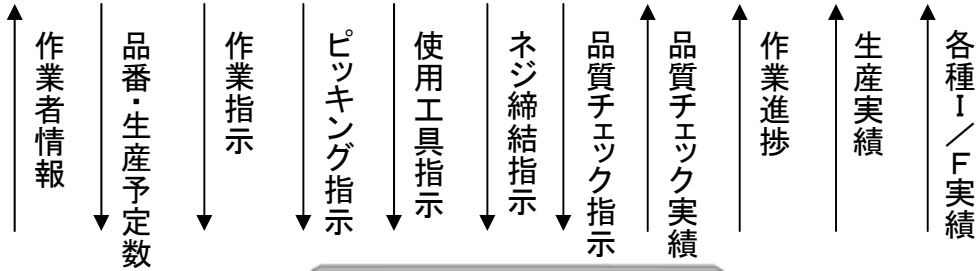 作業者情報
品番・生産予定数
作業指示
ピッキング指示
使用工具指示
ネジ締結指示
品質チェック指示
品質チェック実績
作業進捗
生産実績
各種I／F実績